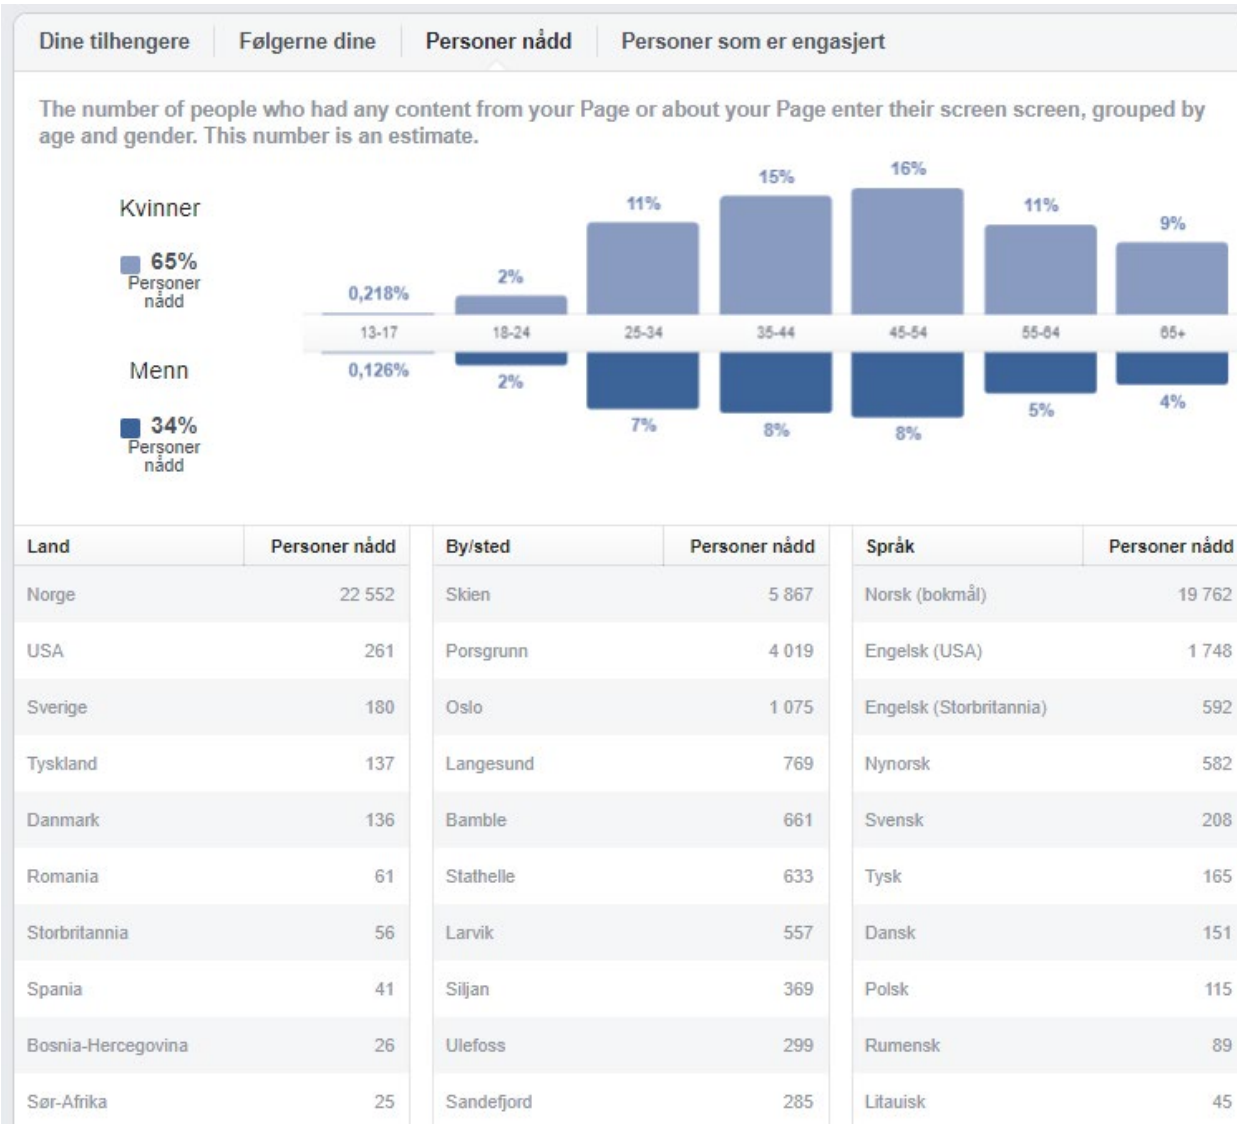 Dine tilhengere
Følgerne dine
Personer nådd
Personer som er engasjert
The number of people who had any content from your Page or about your Page enter their screen screen, grouped by
age and gender. This number is an estimate.
Kvinner
65%
Personer
nådd
Menn
34%
Personer
nådd
0,218%
2%
11%
15%
16%
11%
9%
13-17
18-24
25-34
35-44
45-54
55-64
65+
0,126%
2%
7%
8%
8%
5%
4%
Land Personer nådd
Norge 22 552
USA 261
Sverige 180
Tyskland 137
Danmark 136
Romania 61
Storbritannia 56
Spania 41
Bosnia-Hercegovina 26
Sør-Afrika 25
By/sted Personer nådd
Skien 5 867
Porsgrunn 4 019
Oslo 1 075
Langesund 769
Bamble 661
Stathelle 633
Larvik 557
Siljan 369
Ulefoss 299
Sandefjord 285
Språk Personer nådd
Norsk (bokmål) 19 762
Engelsk (USA) 1 748
Engelsk (Storbritannia) 592
Nynorsk 582
Svensk 208
Tysk 165
Dansk 151
Polsk 115
Rumensk 89
Litauisk 45